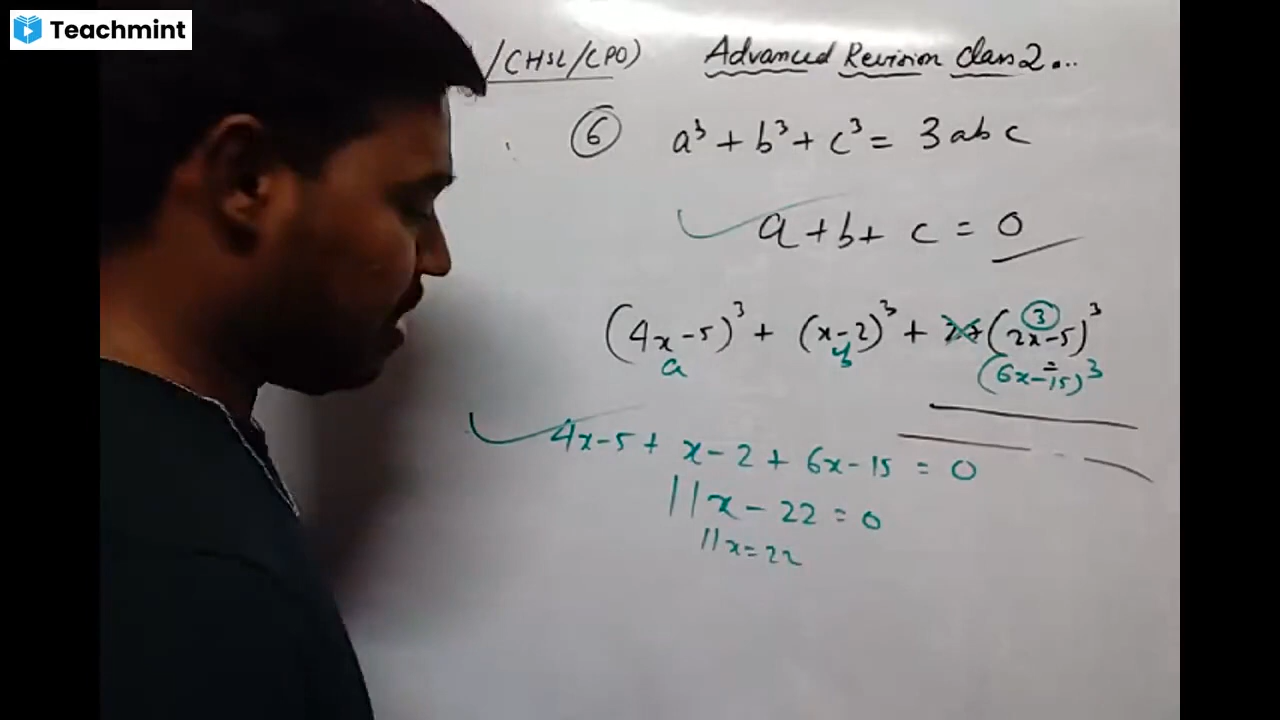 Teachmint
/CHSL/CPO) Advanced Revision Class 2...
6 a³ + b³ + c³ = 3abc
a + b + c = 0
(4x-5)³ + (x-2)³ + 27(2x-5)³
3
a
(6x-15)³
4x-5 + x-2 + 6x-15 = 0
11x - 22 = 0
11x = 22